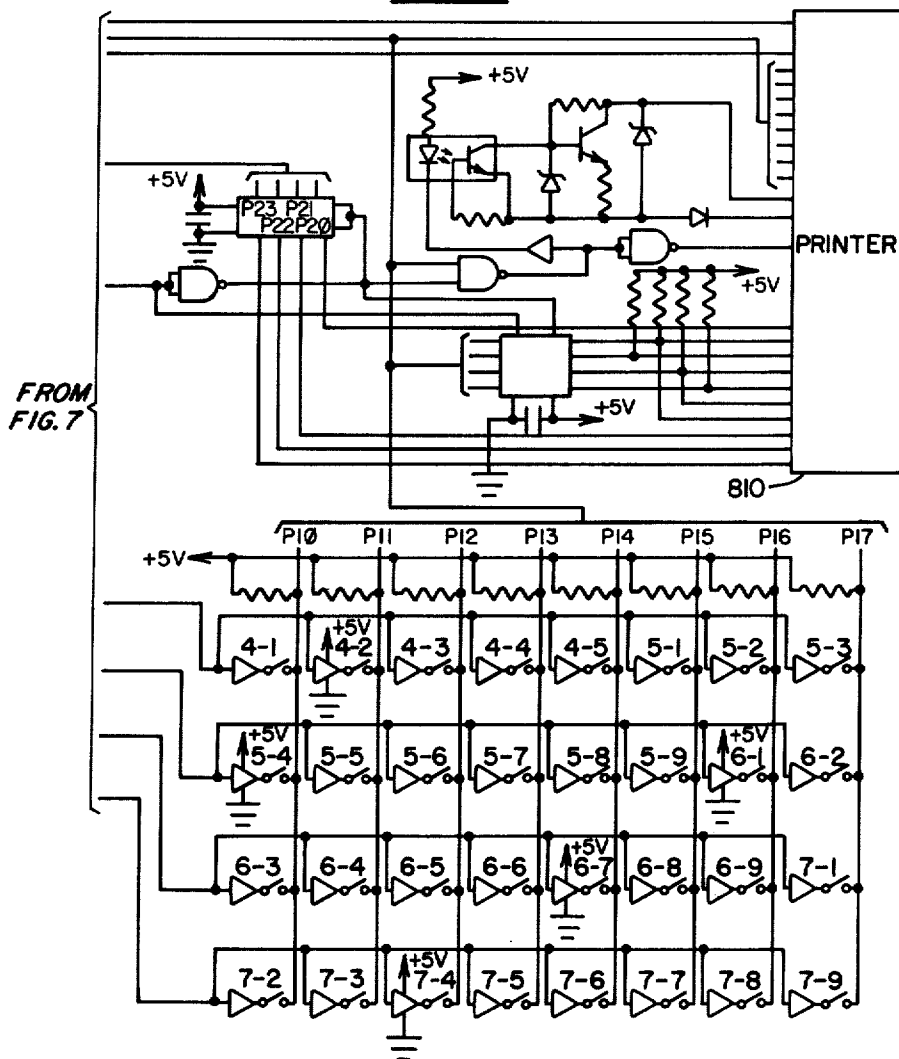 +5V
+5V
P23 P21
P22 P20
PRINTER
+5V
FROM
FIG. 7
+5V
810
P10 P11 P12 P13 P14 P15 P16 P17
+5V
+5V
4-1 4-2 4-3 4-4 4-5 5-1 5-2 5-3
+5V +5V
5-4 5-5 5-6 5-7 5-8 5-9 6-1 6-2
+5V
6-3 6-4 6-5 6-6 6-7 6-8 6-9 7-1
+5V
7-2 7-3 7-4 7-5 7-6 7-7 7-8 7-9